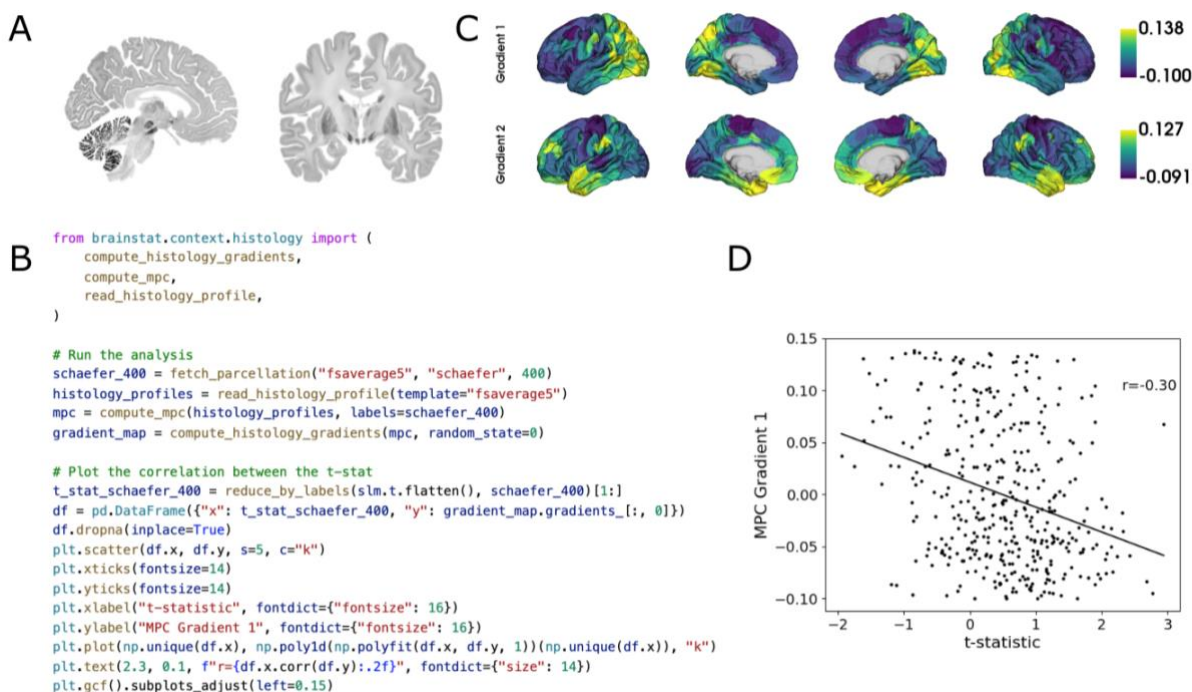 A
C
Gradient 1
0.138
-0.100
Gradient 2
0.127
-0.091
B
from brainstat.context.histology import (
    compute_histology_gradients,
    compute_mpc,
    read_histology_profile,
)
# Run the analysis
schaefer_400 = fetch_parcellation("fsaverage5", "schaefer", 400)
histology_profiles = read_histology_profile(template="fsaverage5")
mpc = compute_mpc(histology_profiles, labels=schaefer_400)
gradient_map = compute_histology_gradients(mpc, random_state=0)
# Plot the correlation between the t-stat
t_stat_schaefer_400 = reduce_by_labels(slm.t.flatten(), schaefer_400)[1:]
df = pd.DataFrame({"x": t_stat_schaefer_400, "y": gradient_map.gradients_[:, 0]})
df.dropna(inplace=True)
plt.scatter(df.x, df.y, s=5, c="k")
plt.xticks(fontsize=14)
plt.yticks(fontsize=14)
plt.xlabel("t-statistic", fontdict={"fontsize": 16})
plt.ylabel("MPC Gradient 1", fontdict={"fontsize": 16})
plt.plot(np.unique(df.x), np.poly1d(np.polyfit(df.x, df.y, 1))(np.unique(df.x)), "k")
plt.text(2.3, 0.1, f"r={df.x.corr(df.y):.2f}", fontdict={"size": 14})
plt.gcf().subplots_adjust(left=0.15)
D
MPC Gradient 1
0.15
0.10
0.05
0.00
−0.05
−0.10
r=-0.30
−2 −1 0 1 2 3
t-statistic